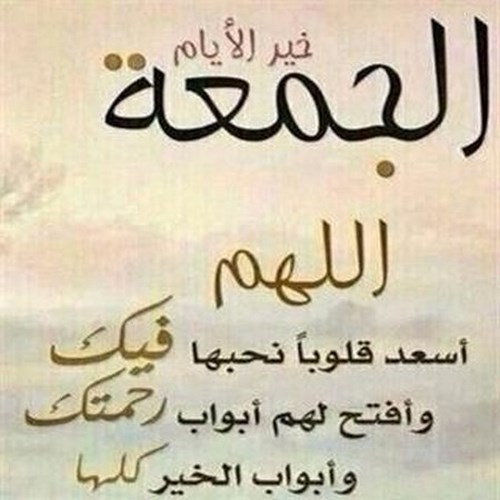 خير الأيام
الجمعة
اللهم
أسعد قلوباً نحبها فيك
وأفتح لهم أبواب رحمتك
وأبواب الخير كلها